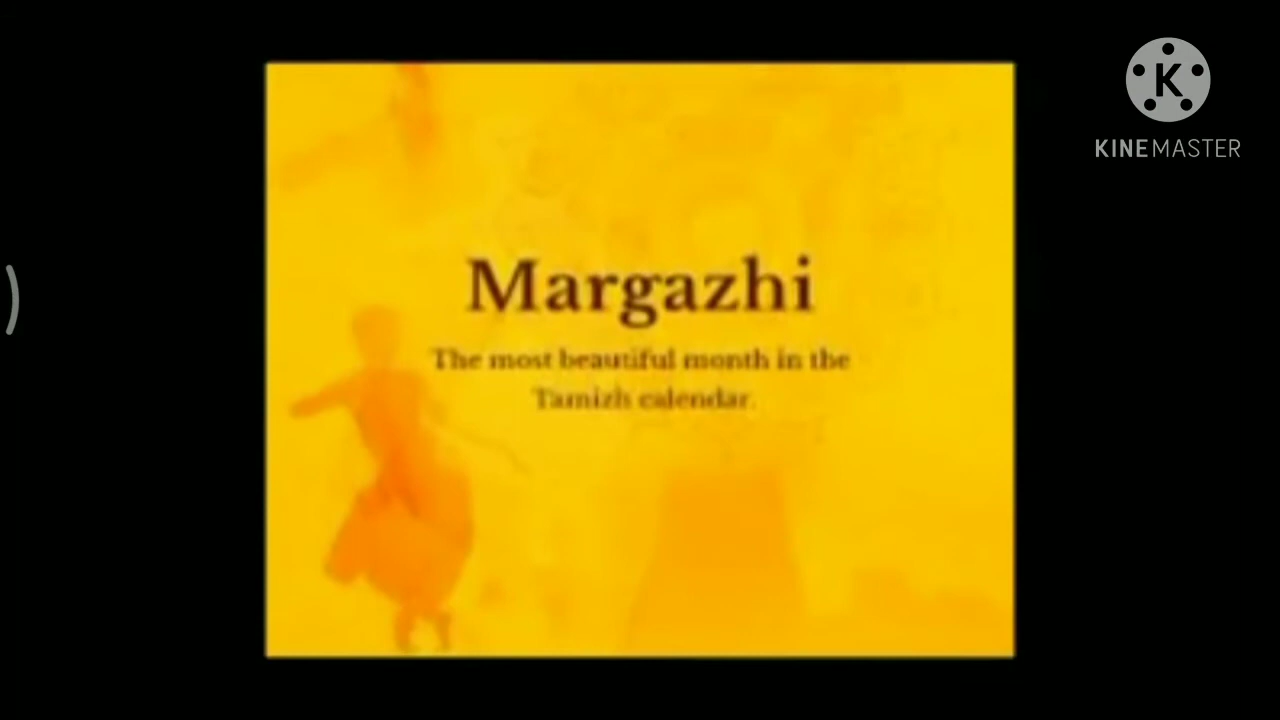 KINEMASTER
Margazhi
The most beautiful month in the
Tamizh calendar.